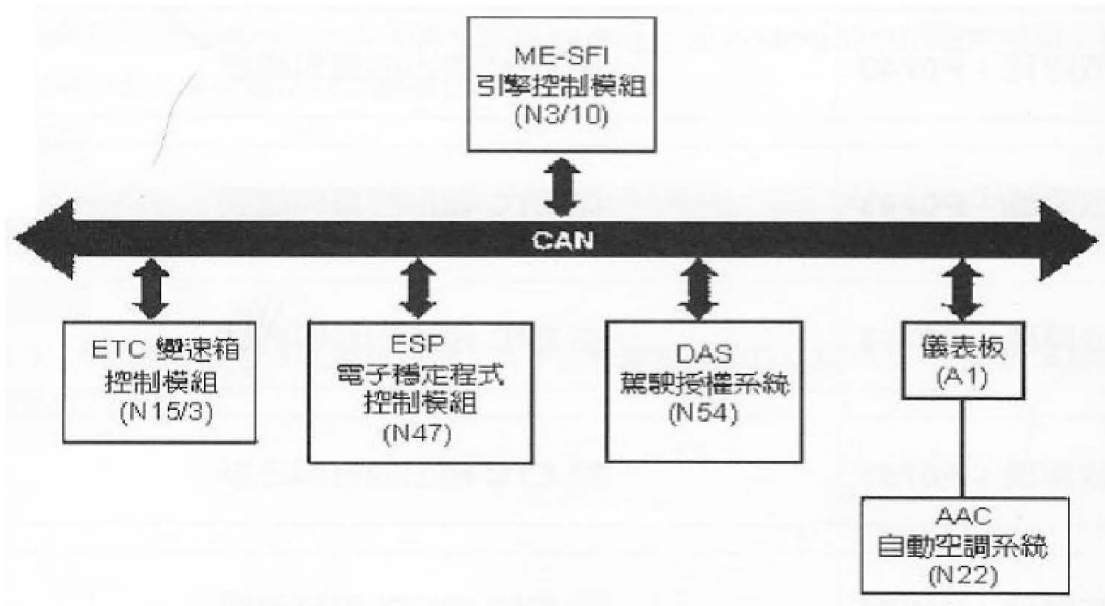 ME-SFI
引擎控制模組
(N3/10)
CAN
ETC 變速箱
控制模組
(N15/3)
ESP
電子穩定程式
控制模組
(N47)
DAS
駕駛授權系統
(N54)
儀表板
(A1)
AAC
自動空調系統
(N22)